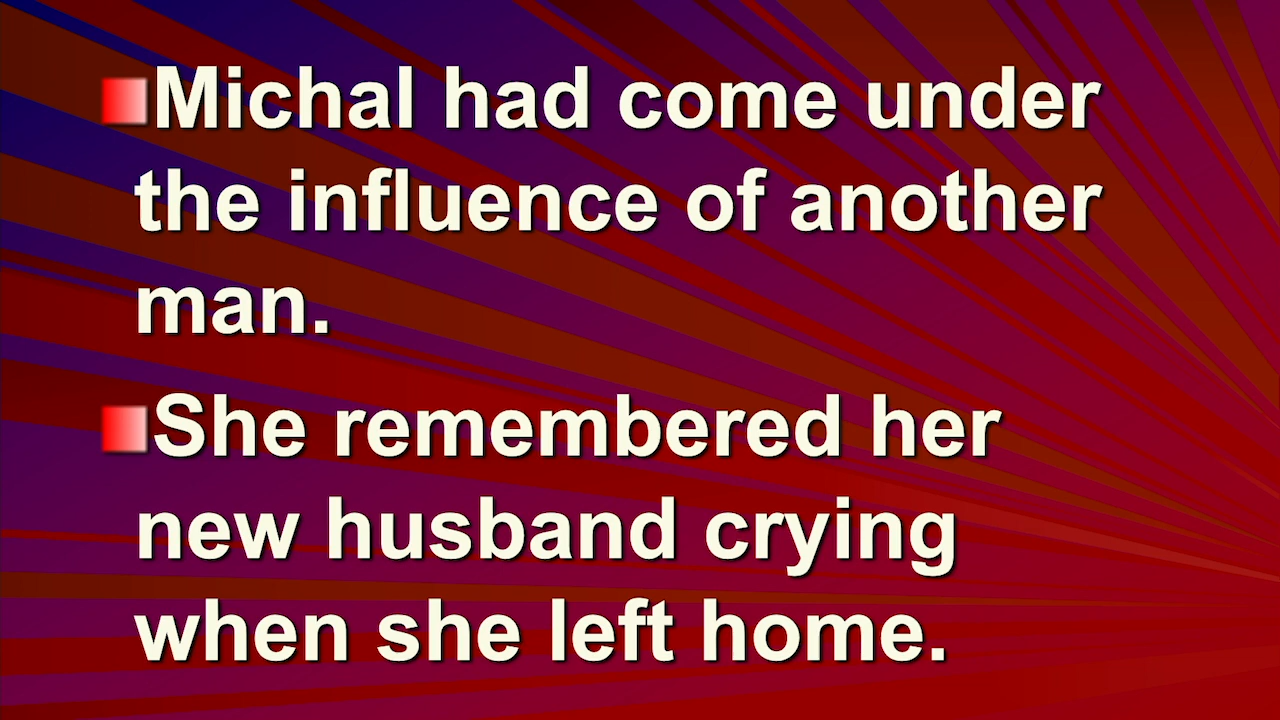 Michal had come under
the influence of another
man.
She remembered her
new husband crying
when she left home.